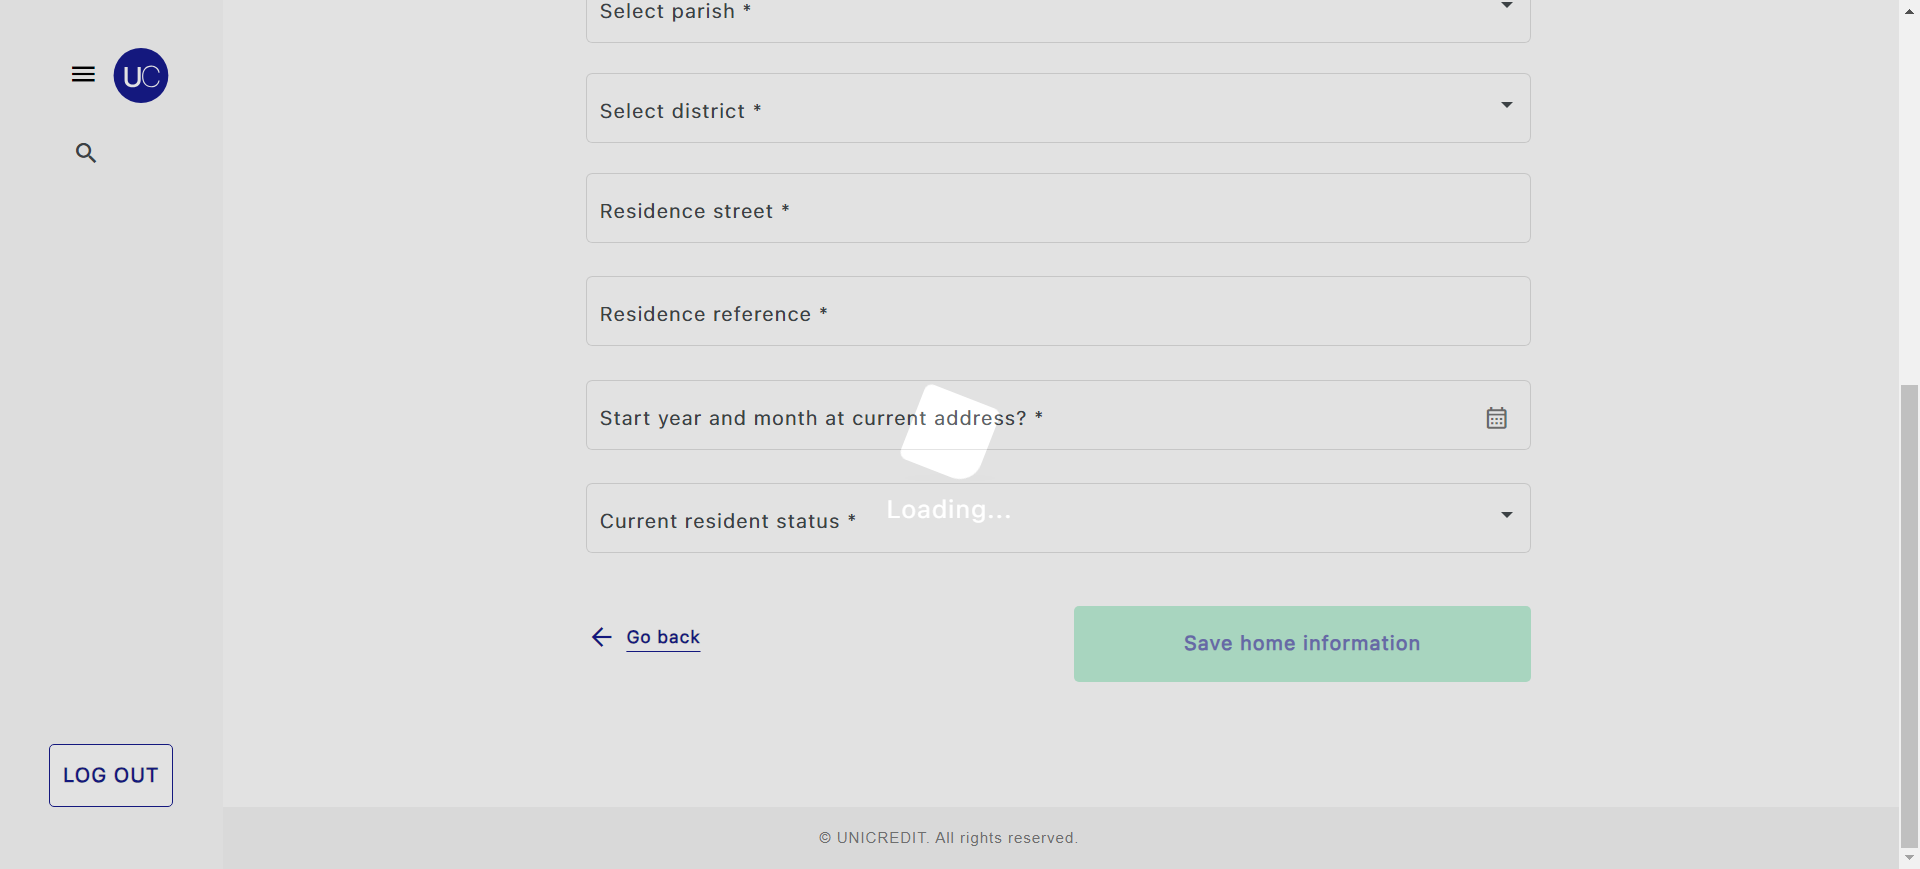 Select parish *
UC
Select district *
Residence street *
Residence reference *
Start year and month at current address? *
Loading...
Current resident status *
Go back
Save home information
LOG OUT
© UNICREDIT. All rights reserved.